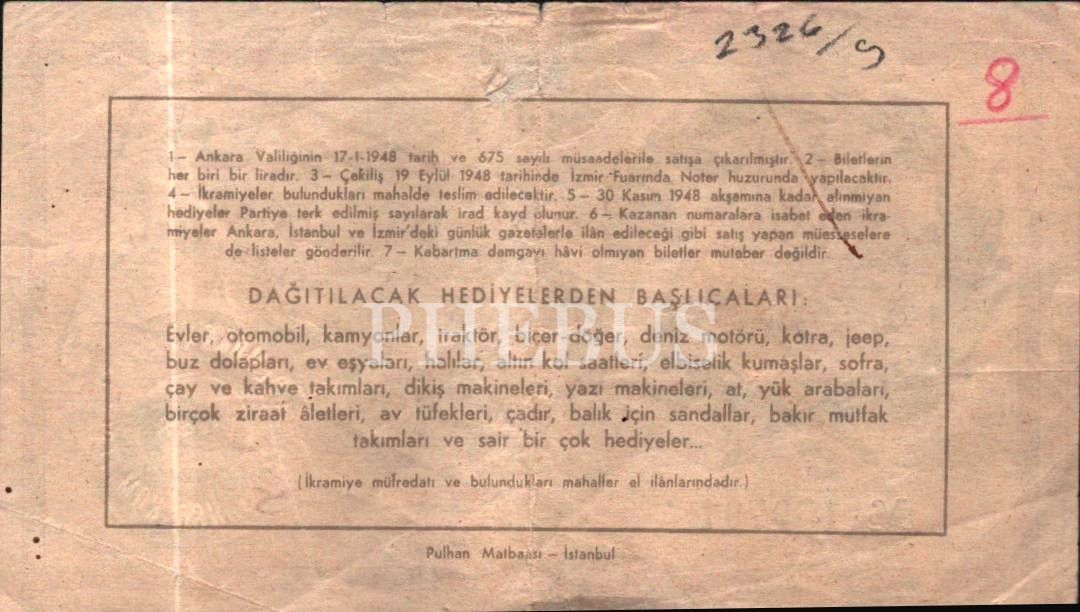 2326/9
8
1— Ankara Valiliğinin 17-1-1948 tarih ve 675 sayılı müsaadelerile satışa çıkarılmıştır. 2— Biletlerin
her biri bir liradır. 3— Çekiliş 19 Eylûl 1948 tarihinde İzmir Fuarında, Noter huzurunda yapılacaktır.
4— İkramiyeler bulundukları mahalde teslim edilecektir. 5— 30 Kasım 1948 akşamına kadar alınmıyan
hediyeler Partiye terk edilmiş sayılarak irad kayd olunur. 6— Kazanan numaralara isabet eden ikra-
miyeler Ankara, İstanbul ve İzmir'deki günlük gazetelerle ilân edileceği gibi satış yapan müesseselere
de listeler gönderilir. 7— Kabartma damgayı hâvi olmıyan biletler muteber değildir.
DAĞITILACAK HEDİYELERDEN BAŞLIÇALARI:
PHEBUS
Evler, otomobil, kamyonlar, traktör, biçer döğer, deniz motörü, kotra, jeep,
buz dolapları, ev eşyaları, halılar, altın kol saatleri, elbiselik kumaşlar, sofra,
çay ve kahve takımları, dikiş makineleri, yazı makineleri, at, yük arabaları,
birçok ziraat âletleri, av tüfekleri, çadır, balık için sandallar, bakır mutfak
takımları ve sair bir çok hediyeler...
(İkramiye müfredatı ve bulundukları mahaller el ilânlarındadır.)
Pulhan Matbaası — İstanbul